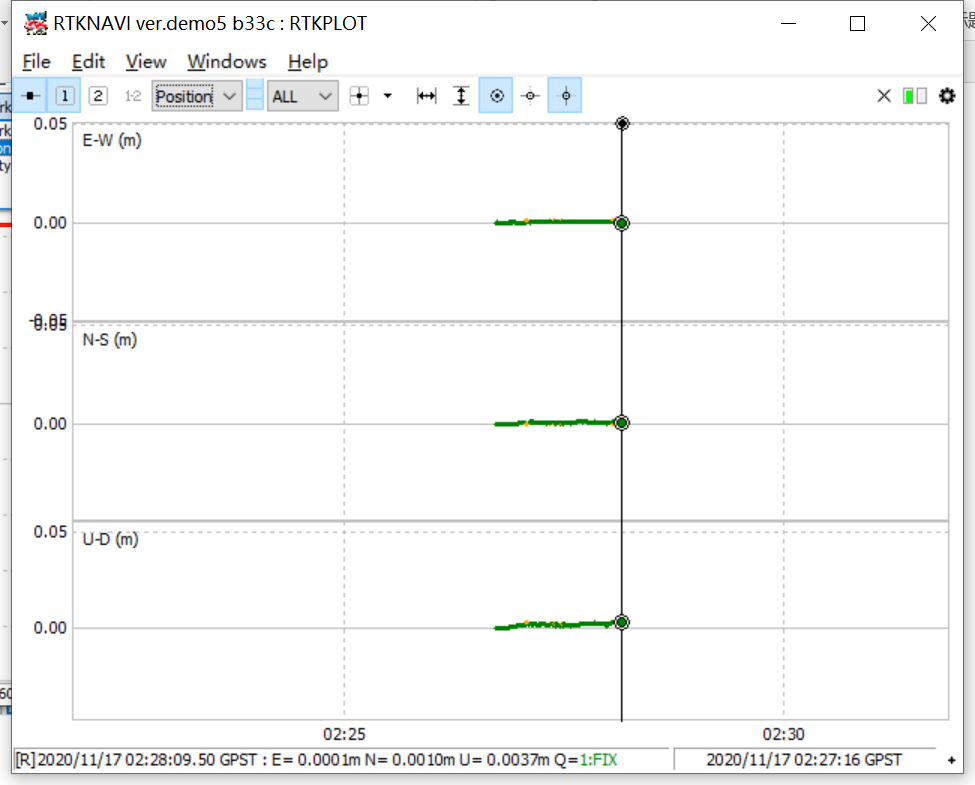 RTKNAVI ver.demo5 b33c : RTKPLOT
File Edit View Windows Help
1 2 1-2 Position ALL
0.05
E-W (m)
0.00
-0.05
0.05
N-S (m)
0.00
0.05
U-D (m)
0.00
02:25 02:30
[R]2020/11/17 02:28:09.50 GPST : E= 0.0001m N= 0.0010m U= 0.0037m Q=1:FIX 2020/11/17 02:27:16 GPST